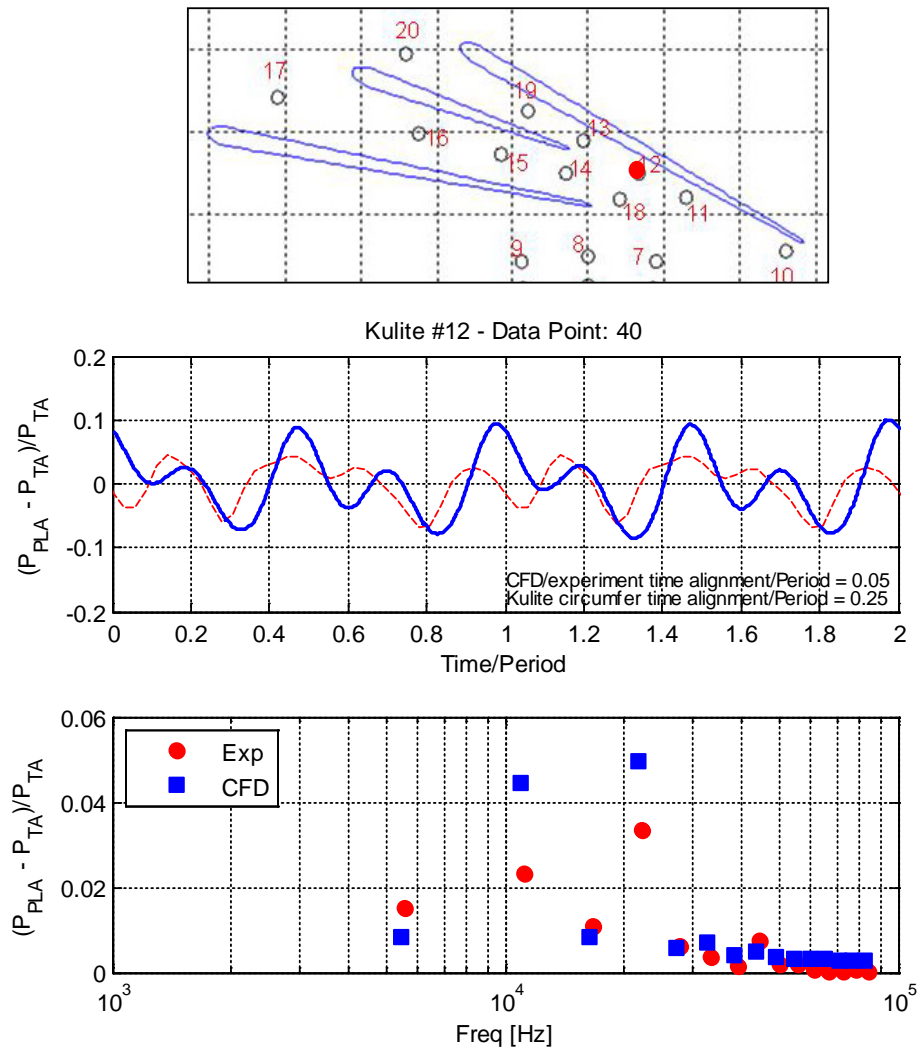 20
17
19
13
16
15
14
12
18
11
9
8
7
10
Kulite #12 - Data Point: 40
0.2
0.1
0
-0.1
-0.2
(P_PLA - P_TA)/P_TA
CFD/experiment time alignment/Period = 0.05
Kulite circumfer time alignment/Period = 0.25
0 0.2 0.4 0.6 0.8 1 1.2 1.4 1.6 1.8 2
Time/Period
0.06
0.04
0.02
0
(P_PLA - P_TA)/P_TA
Exp
CFD
10^3 10^4 10^5
Freq [Hz]